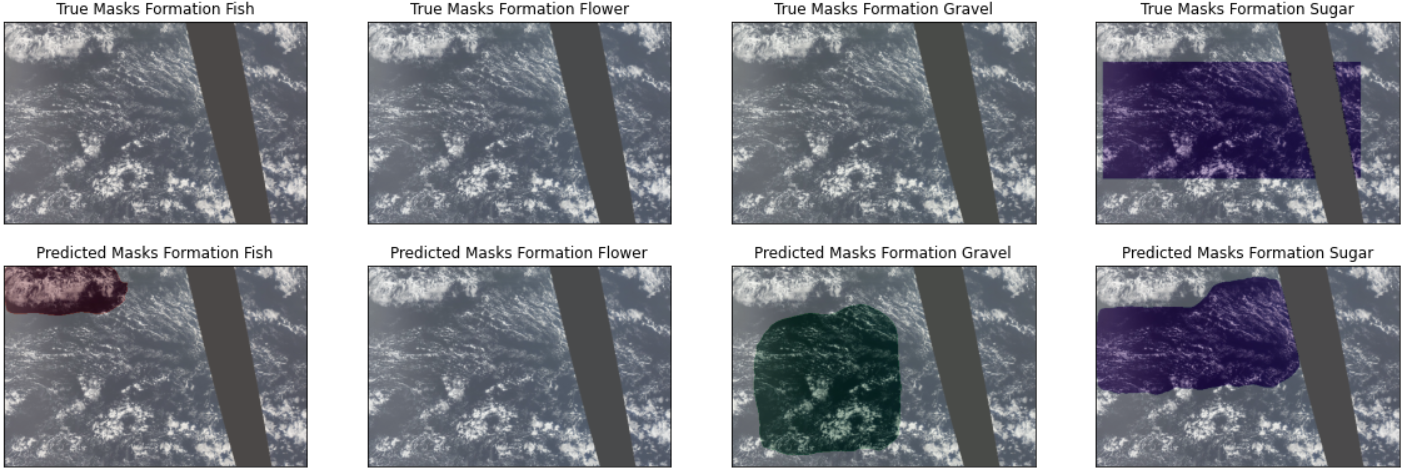 True Masks Formation Fish
True Masks Formation Flower
True Masks Formation Gravel
True Masks Formation Sugar
Predicted Masks Formation Fish
Predicted Masks Formation Flower
Predicted Masks Formation Gravel
Predicted Masks Formation Sugar